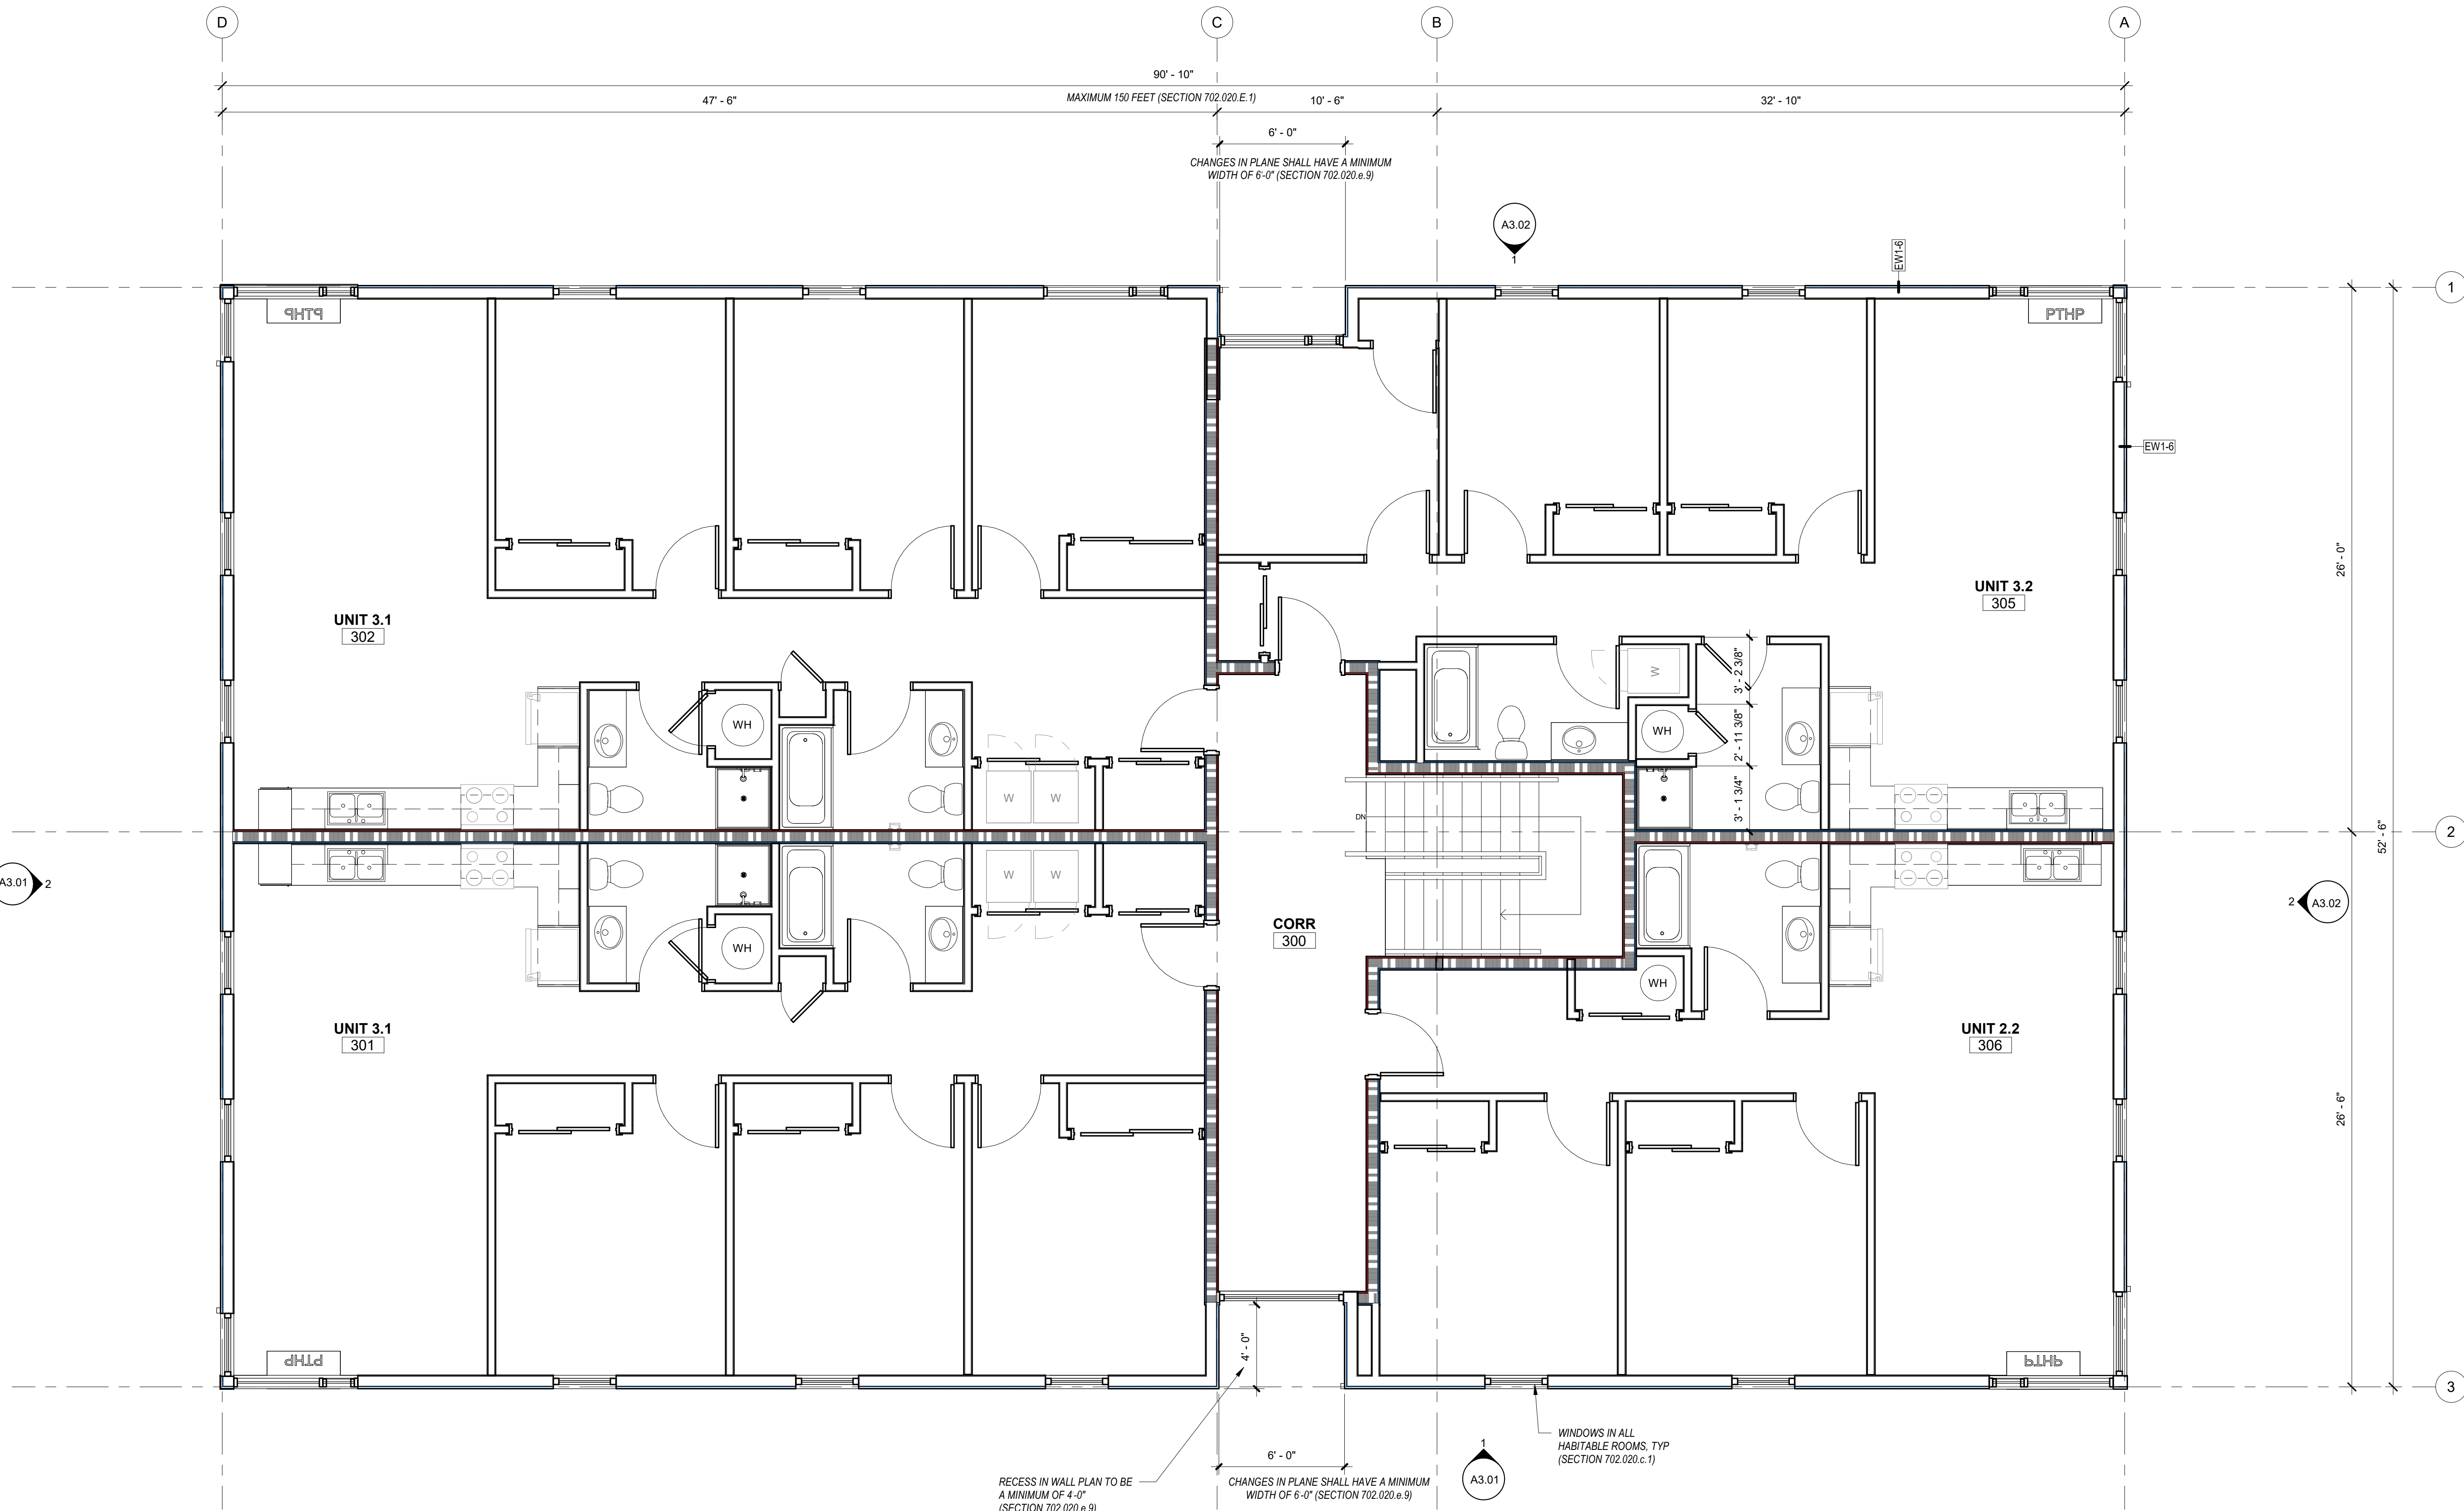 D
C
B
A
90' - 10"
47' - 6"
MAXIMUM 150 FEET (SECTION 702.020.E.1)
10' - 6"
32' - 10"
6' - 0"
CHANGES IN PLANE SHALL HAVE A MINIMUM
WIDTH OF 6'-0" (SECTION 702.020.e.9)
A3.02
1
EW1-6
1
PTHP
PTHP
EW1-6
26' - 0"
52' - 6"
UNIT 3.1
302
UNIT 3.2
305
W
3' - 2 3/8"
WH
WH
2' - 11 3/8"
W W
3' - 1 3/4"
DN
2
A3.01
2
W W
2
A3.02
CORR
300
WH
WH
UNIT 3.1
301
UNIT 2.2
306
26' - 6"
4' - 0"
PTHP
PTHP
3
WINDOWS IN ALL
HABITABLE ROOMS, TYP
(SECTION 702.020.c.1)
6' - 0"
1
A3.01
RECESS IN WALL PLAN TO BE
A MINIMUM OF 4'-0"
(SECTION 702.020.e.9)
CHANGES IN PLANE SHALL HAVE A MINIMUM
WIDTH OF 6'-0" (SECTION 702.020.e.9)